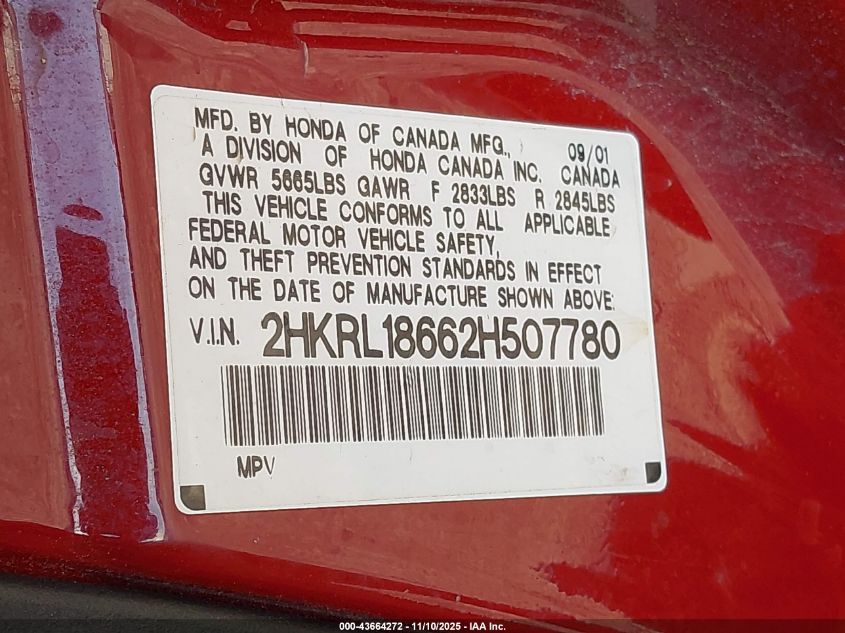 MFD. BY HONDA OF CANADA MFG., 09/01
A DIVISION OF HONDA CANADA INC. CANADA
GVWR 5665LBS GAWR F 2833LBS R 2845LBS
THIS VEHICLE CONFORMS TO ALL APPLICABLE
FEDERAL MOTOR VEHICLE SAFETY,
AND THEFT PREVENTION STANDARDS IN EFFECT
ON THE DATE OF MANUFACTURE SHOWN ABOVE:
V.I.N. 2HKRL18662H507780
MPV
000-43664272 - 11/10/2025 - IAA Inc.